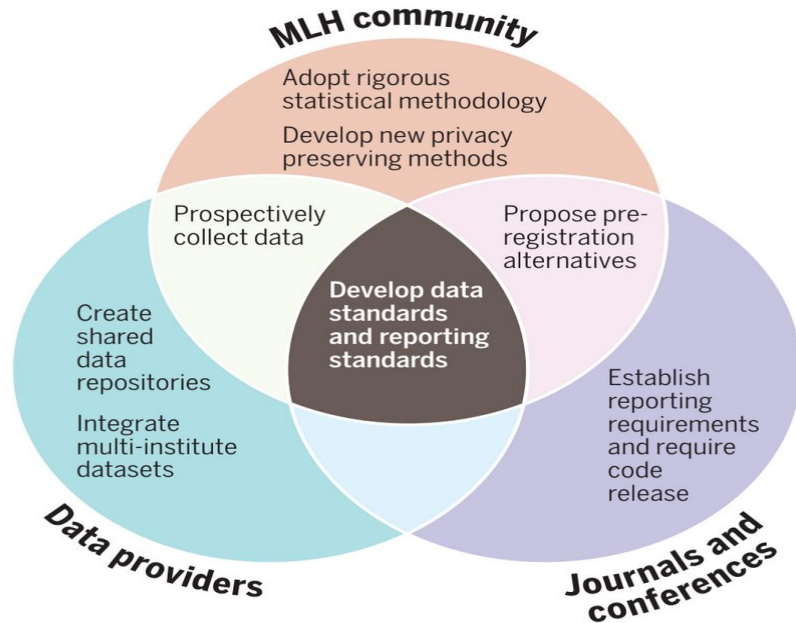 MLH community
Adopt rigorous
statistical methodology
Develop new privacy
preserving methods
Prospectively
collect data
Propose pre-
registration
alternatives
Develop data
standards
and reporting
standards
Create
shared
data
repositories
Integrate
multi-institute
datasets
Establish
reporting
requirements
and require
code
release
Data providers
Journals and
conferences